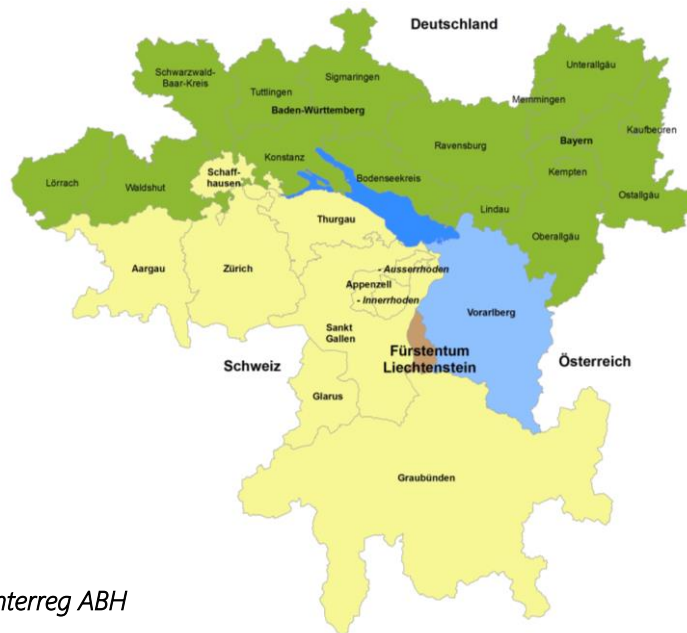 Deutschland
Unterallgäu
Schwarzwald-
Baar-Kreis
Sigmaringen
Tuttlingen
Memmingen
Baden-Württemberg
Kaufbeuren
Bayern
Ravensburg
Konstanz
Kempten
Schaff-
hausen
Bodenseekreis
Lörrach
Waldshut
Ostallgäu
Lindau
Thurgau
Oberallgäu
Aargau
Zürich
- Ausserrhoden
Appenzell
- Innerrhoden
Vorarlberg
Sankt
Gallen
Fürstentum
Liechtenstein
Schweiz
Österreich
Glarus
Graubünden
nterreg ABH